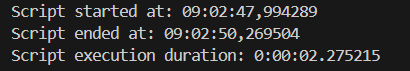 Script started at: 09:02:47,994289
Script ended at: 09:02:50,269504
Script execution duration: 0:00:02.275215